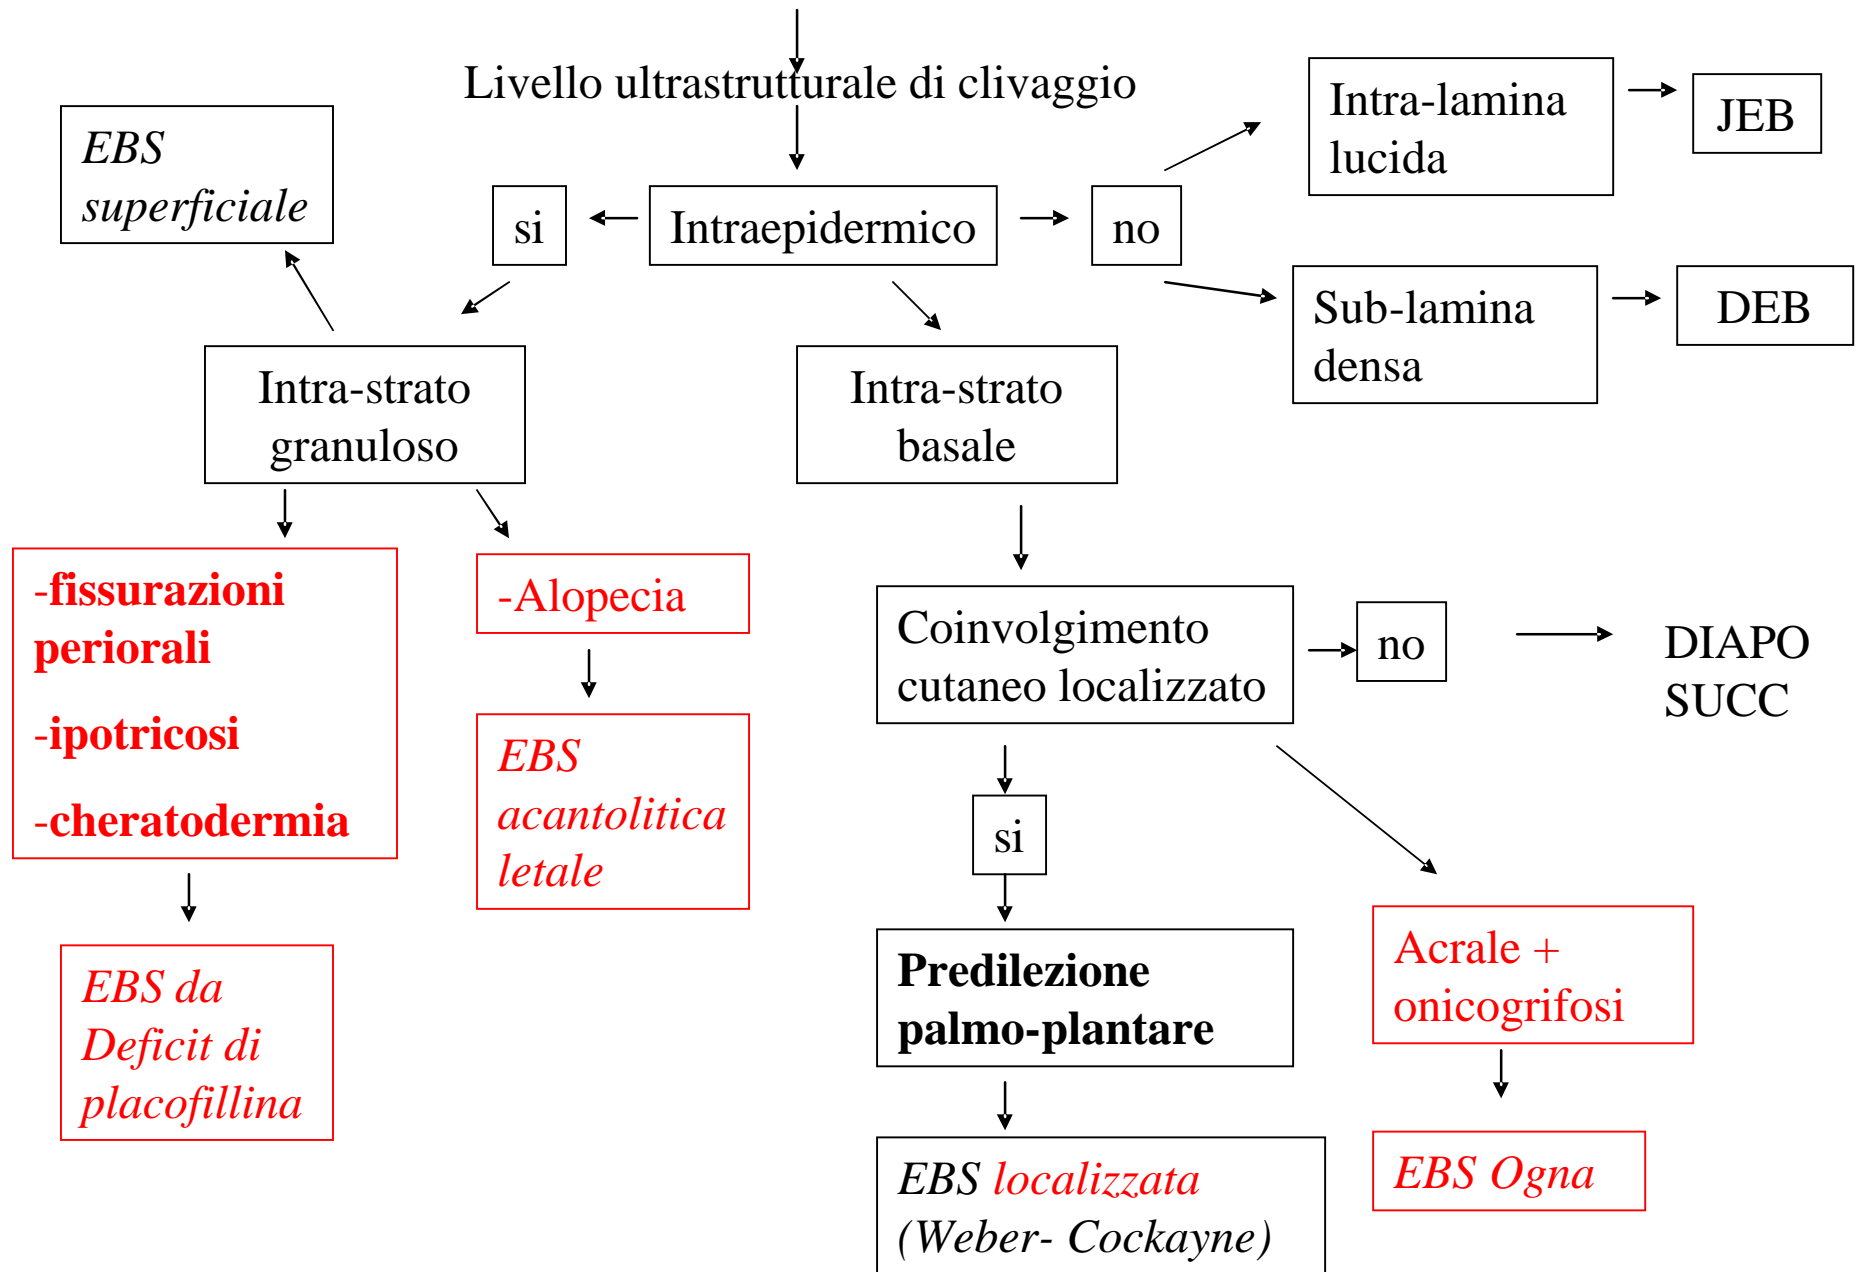 Livello ultrastrutturale di clivaggio
EBS
superficiale
si
Intraepidermico
no
Intra-lamina
lucida
JEB
Sub-lamina
densa
DEB
Intra-strato
granuloso
Intra-strato
basale
-fissurazioni
periorali
-ipotricosi
-cheratodermia
-Alopecia
EBS
acantolitica
letale
EBS da
Deficit di
placofillina
Coinvolgimento
cutaneo localizzato
no
DIAPO
SUCC
si
Predilezione
palmo-plantare
EBS localizzata
(Weber- Cockayne)
Acrale +
onicogrifosi
EBS Ogna